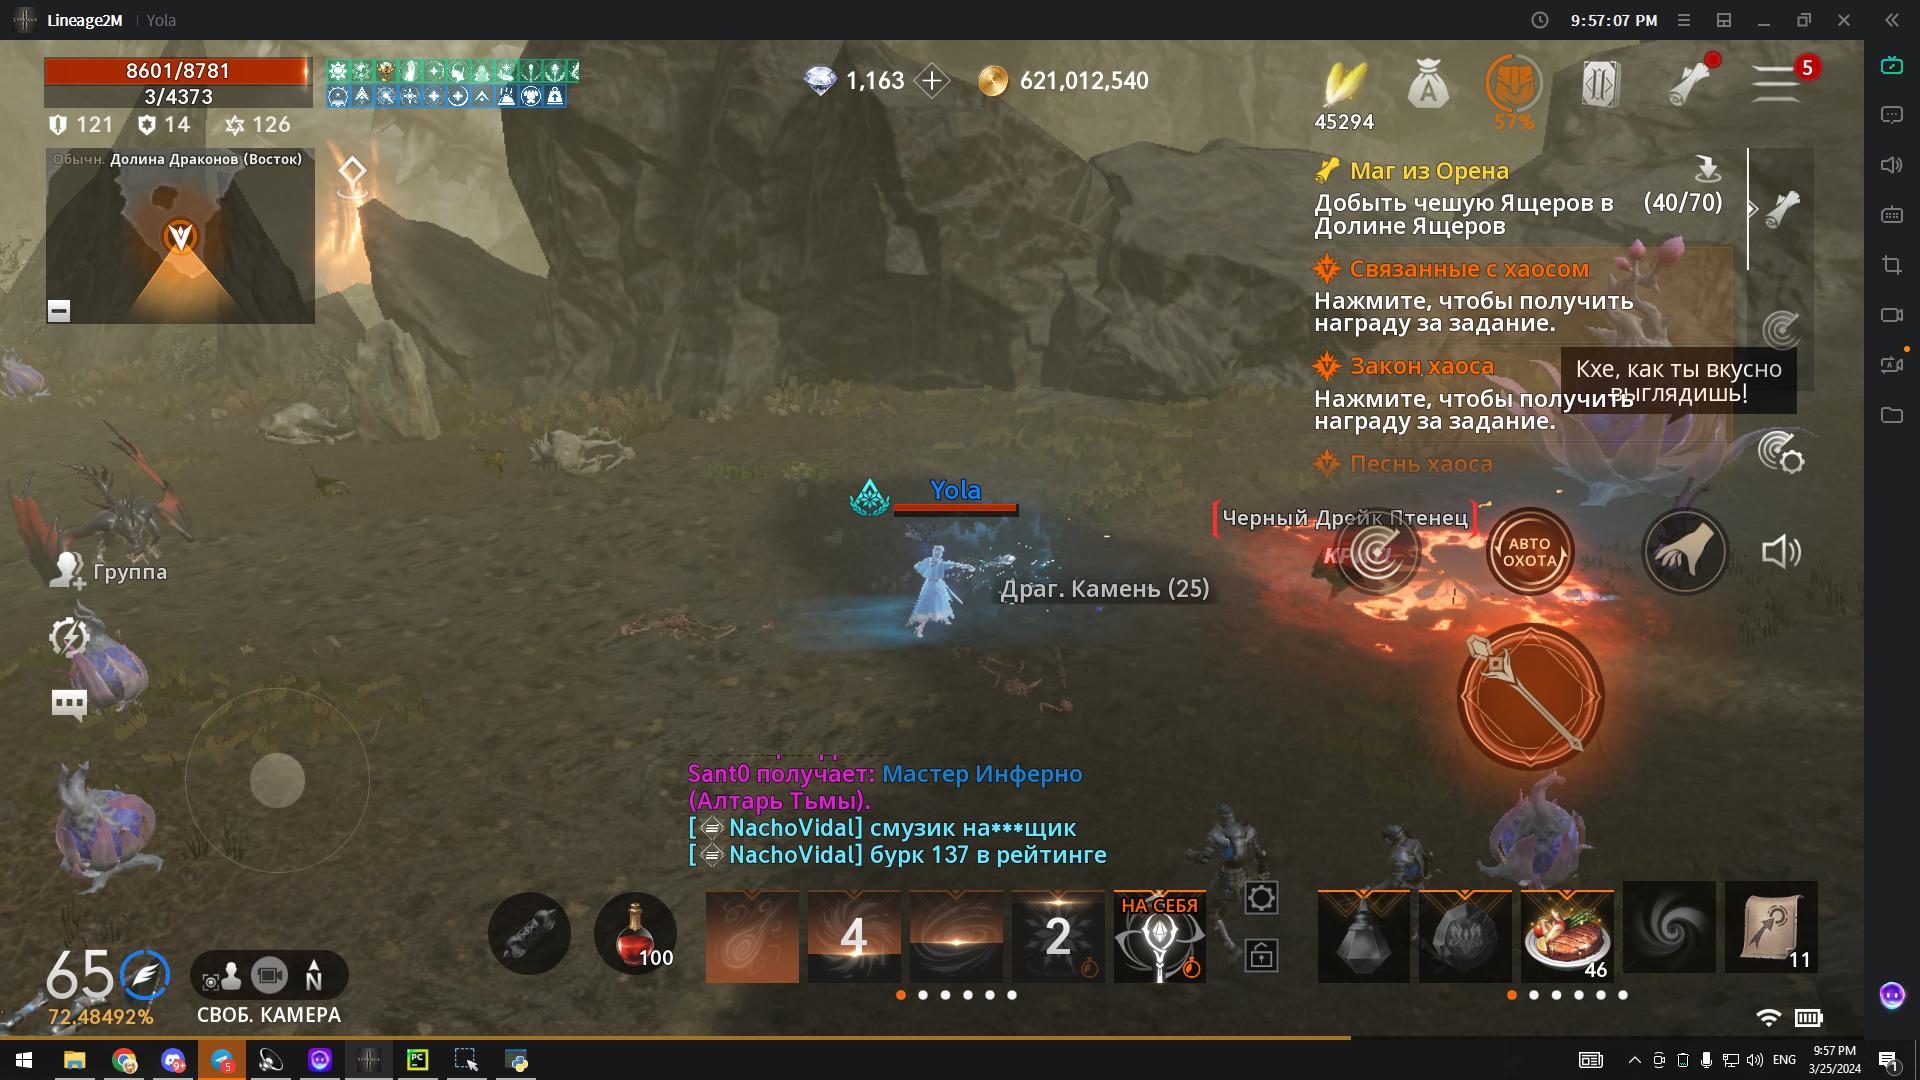 Lineage2M
Yola
9:57:07 PM
8601/8781
3/4373
121
14
126
1,163
621,012,540
45294
57%
5
Обычн. Долина Драконов (Восток)
Маг из Орена
Добыть чешую Ящеров в
Долине Ящеров
(40/70)
Связанные с хаосом
Нажмите, чтобы получить
награду за задание.
Закон хаоса
Нажмите, чтобы получить
награду за задание.
Песнь хаоса
Кхе, как ты вкусно
выглядишь!
Опыт
Yola
Черный Дрейк Птенец
АВТО
ОХОТА
Драг. Камень (25)
Группа
Sant0 получает: Мастер Инферно
(Алтарь Тьмы).
[NachoVidal] смузик на***щик
[NachoVidal] бурк 137 в рейтинге
100
4
2
НА СЕБЯ
46
11
65
72.48492%
N
СВОБ. КАМЕРА
9+
5
PC
ENG
9:57 PM
3/25/2024
1